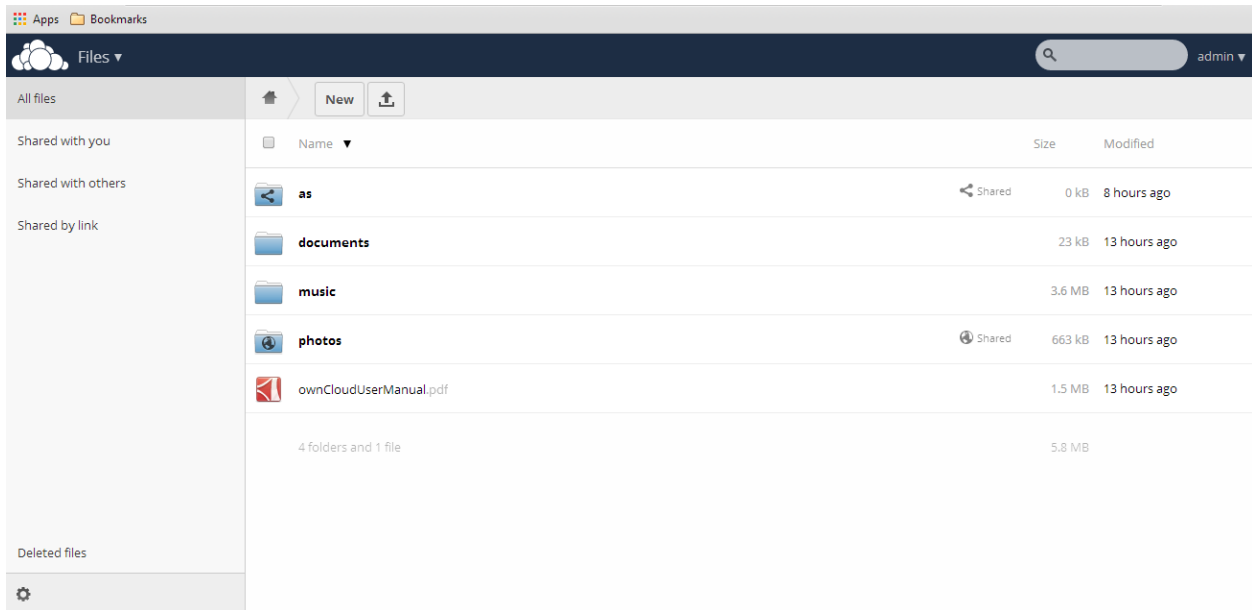 Apps Bookmarks
Files ▾ admin ▾
All files New
Shared with you
Shared with others
Shared by link
Name ▼ Size Modified
as Shared 0 kB 8 hours ago
documents 23 kB 13 hours ago
music 3.6 MB 13 hours ago
photos Shared 663 kB 13 hours ago
ownCloudUserManual.pdf 1.5 MB 13 hours ago
4 folders and 1 file 5.8 MB
Deleted files